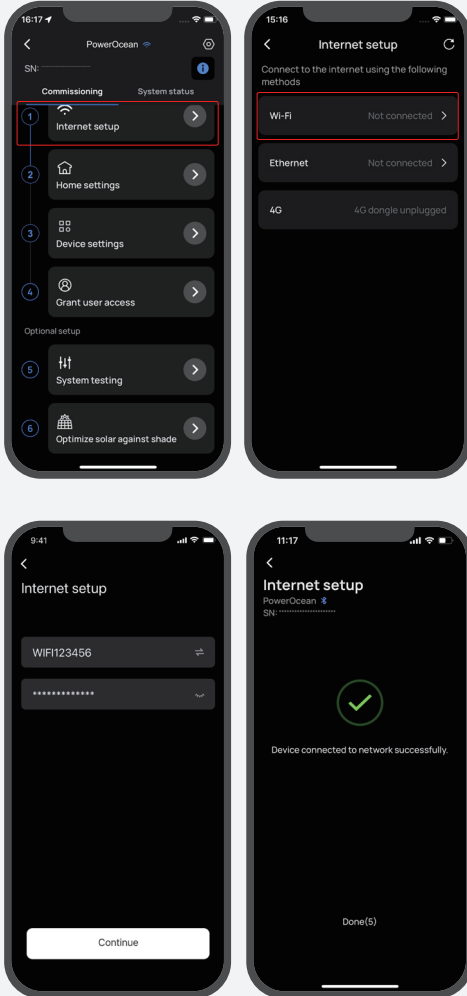 16:17
PowerOcean
SN:
Commissioning
System status
1
Internet setup
2
Home settings
3
Device settings
4
Grant user access
Optional setup
5
System testing
6
Optimize solar against shade
15:16
Internet setup
Connect to the internet using the following
methods
Wi-Fi
Not connected
Ethernet
Not connected
4G
4G dongle unplugged
9:41
Internet setup
WIFI123456
*************
Continue
11:17
Internet setup
PowerOcean
SN:
Device connected to network successfully.
Done(5)